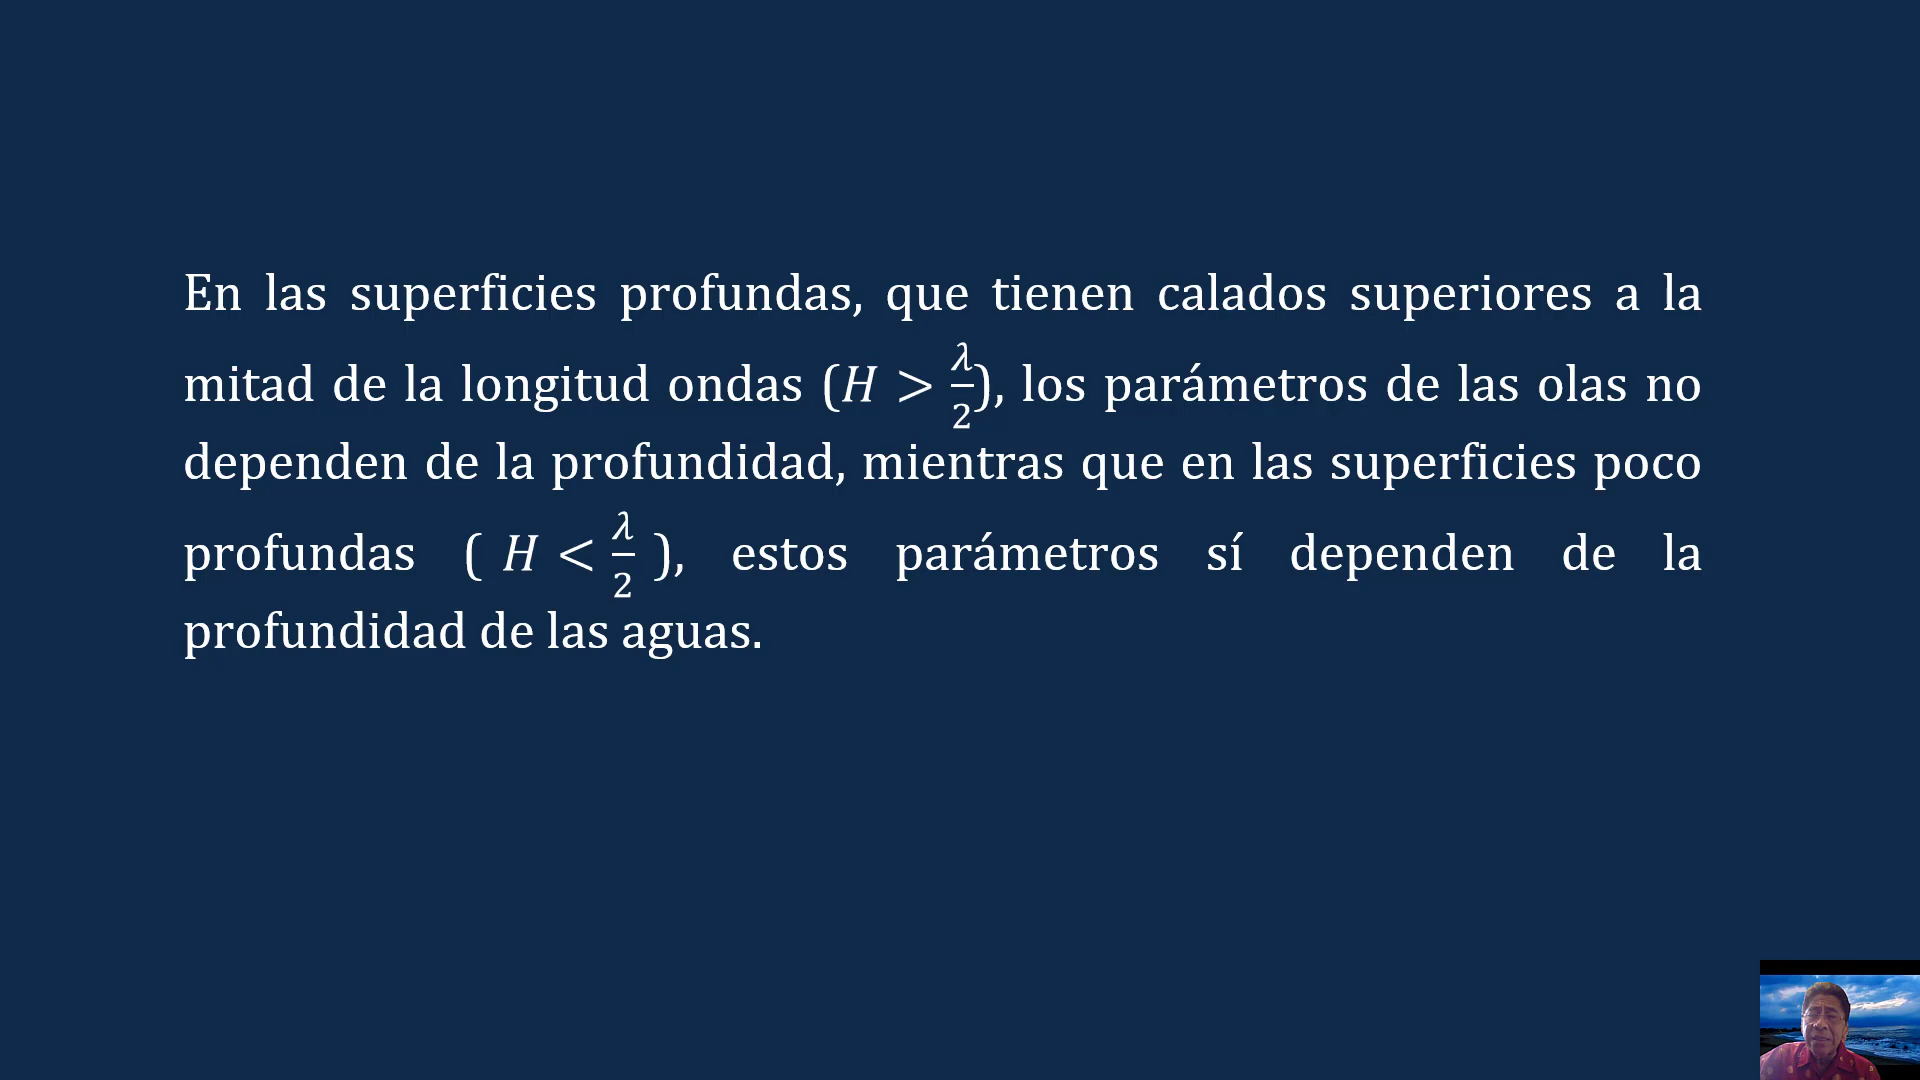 En las superficies profundas, que tienen calados superiores a la
mitad de la longitud ondas (H > λ/2), los parámetros de las olas no
dependen de la profundidad, mientras que en las superficies poco
profundas ( H < λ/2 ), estos parámetros sí dependen de la
profundidad de las aguas.